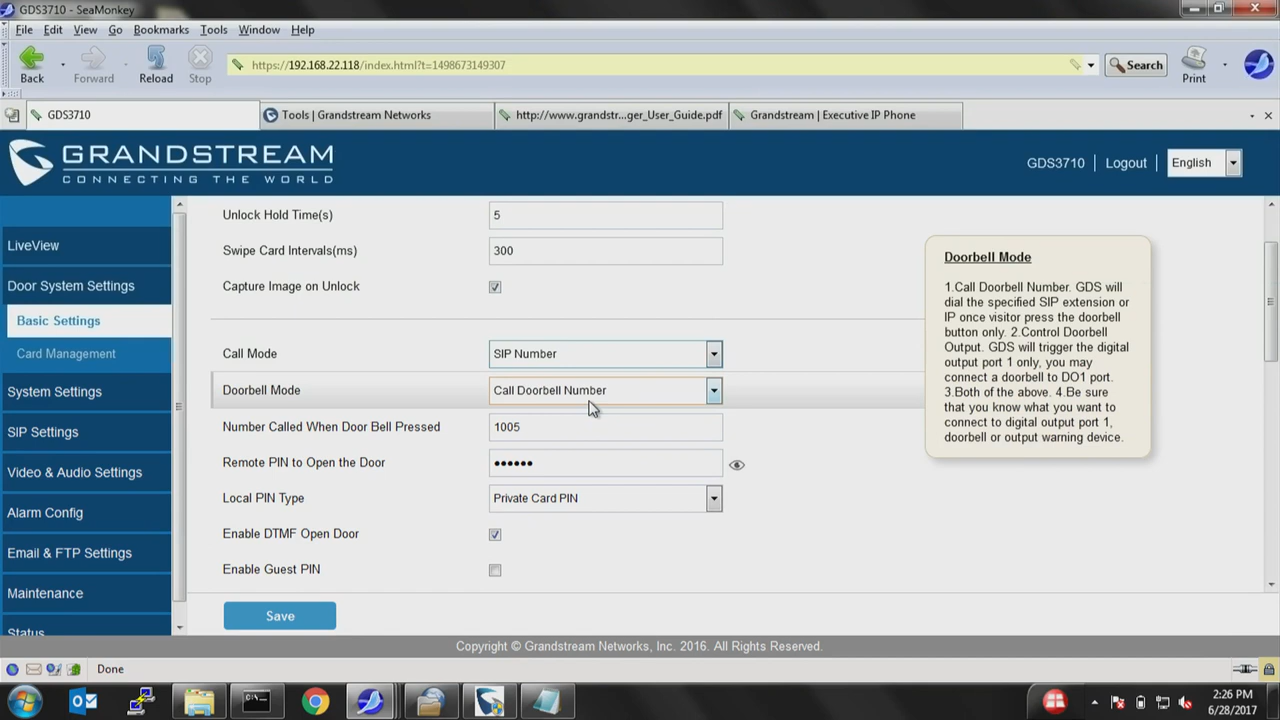 GDS3710 - SeaMonkey
File Edit View Go Bookmarks Tools Window Help
Back Forward Reload Stop
https://192.168.22.118/index.html?t=1498673149307
Search
Print
GDS3710
Tools | Grandstream Networks
http://www.grandstr...ger_User_Guide.pdf
Grandstream | Executive IP Phone
GRANDSTREAM
CONNECTING THE WORLD
GDS3710 | Logout | English
LiveView
Door System Settings
Basic Settings
Card Management
System Settings
SIP Settings
Video & Audio Settings
Alarm Config
Email & FTP Settings
Maintenance
Status
Unlock Hold Time(s) 5
Swipe Card Intervals(ms) 300
Capture Image on Unlock
Call Mode SIP Number
Doorbell Mode Call Doorbell Number
Number Called When Door Bell Pressed 1005
Remote PIN to Open the Door ••••••
Local PIN Type Private Card PIN
Enable DTMF Open Door
Enable Guest PIN
Save
Doorbell Mode
1.Call Doorbell Number. GDS will
dial the specified SIP extension or
IP once visitor press the doorbell
button only. 2.Control Doorbell
Output. GDS will trigger the digital
output port 1 only, you may
connect a doorbell to DO1 port.
3.Both of the above. 4.Be sure
that you know what you want to
connect to digital output port 1,
doorbell or output warning device.
Copyright © Grandstream Networks, Inc. 2016. All Rights Reserved.
Done
2:26 PM
6/28/2017